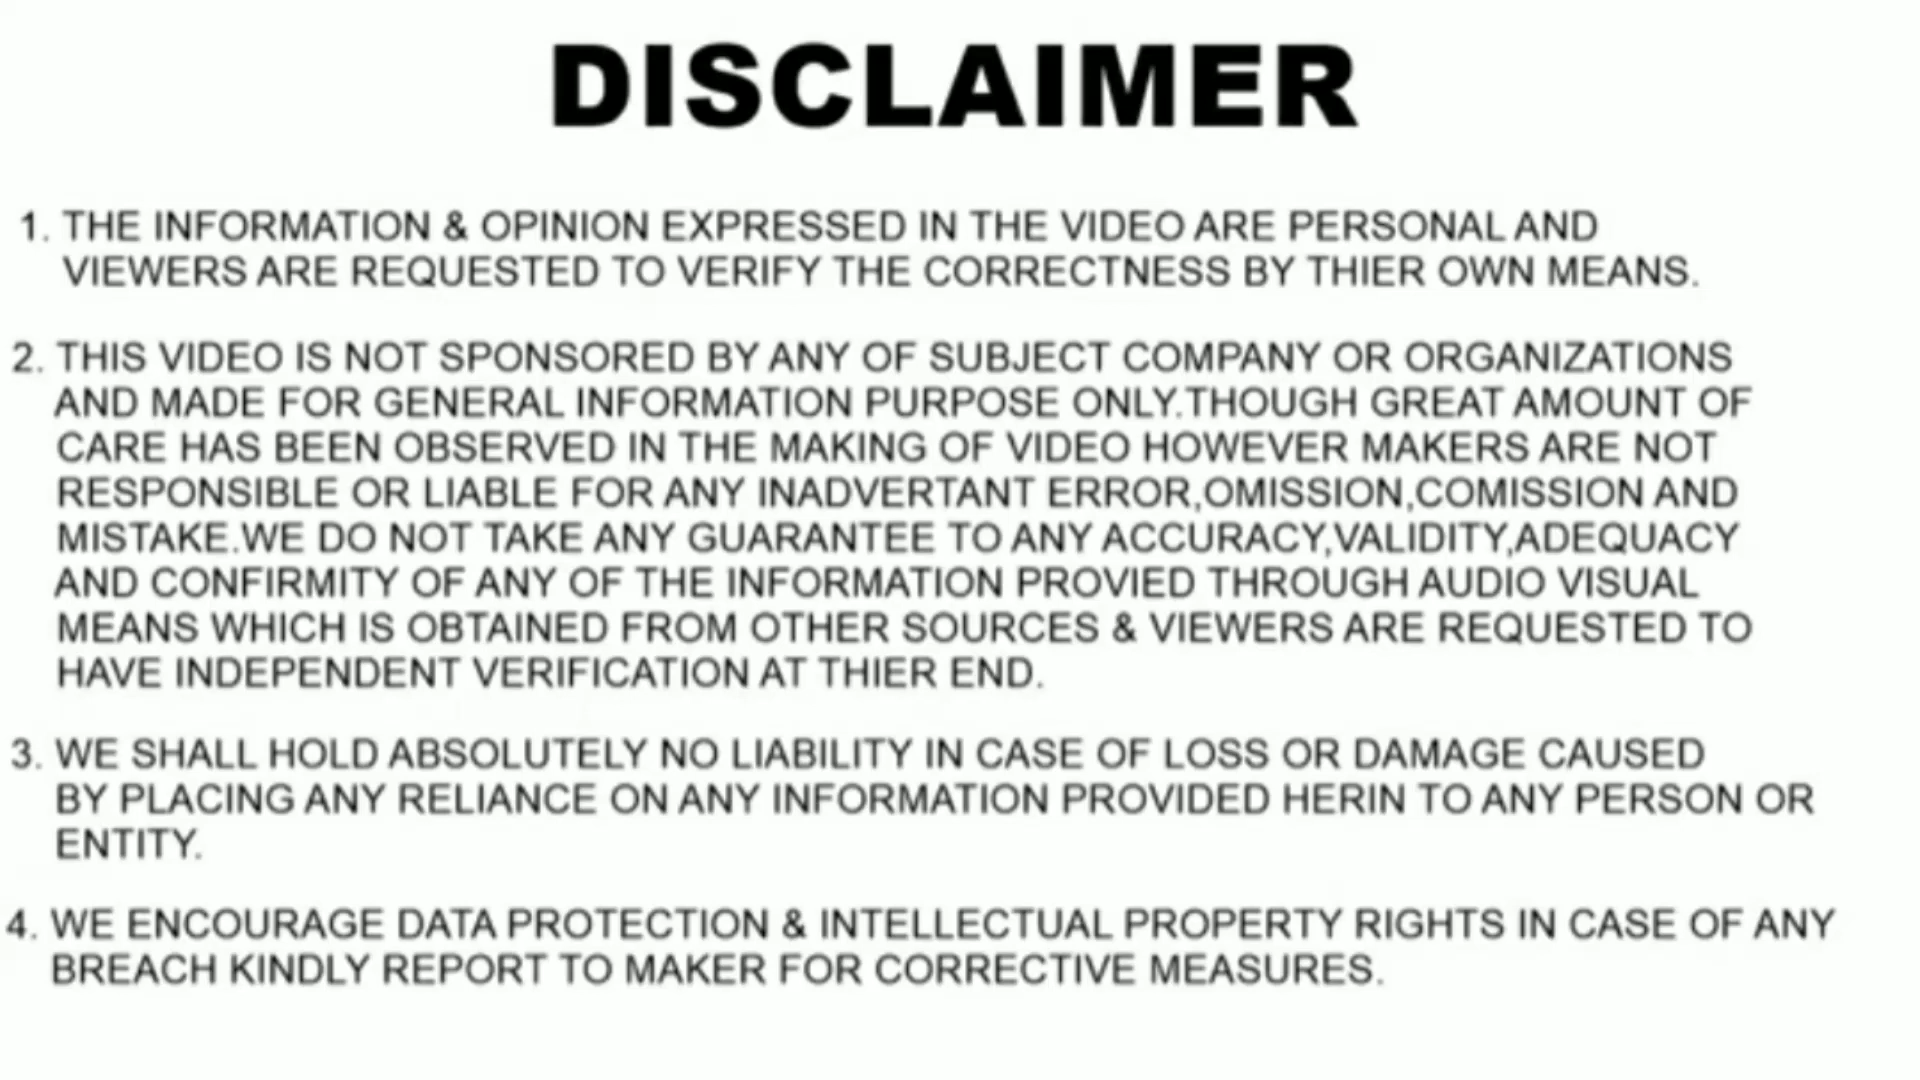 DISCLAIMER
1. THE INFORMATION & OPINION EXPRESSED IN THE VIDEO ARE PERSONAL AND
VIEWERS ARE REQUESTED TO VERIFY THE CORRECTNESS BY THIER OWN MEANS.
2. THIS VIDEO IS NOT SPONSORED BY ANY OF SUBJECT COMPANY OR ORGANIZATIONS
AND MADE FOR GENERAL INFORMATION PURPOSE ONLY.THOUGH GREAT AMOUNT OF
CARE HAS BEEN OBSERVED IN THE MAKING OF VIDEO HOWEVER MAKERS ARE NOT
RESPONSIBLE OR LIABLE FOR ANY INADVERTANT ERROR,OMISSION,COMISSION AND
MISTAKE.WE DO NOT TAKE ANY GUARANTEE TO ANY ACCURACY,VALIDITY,ADEQUACY
AND CONFIRMITY OF ANY OF THE INFORMATION PROVIED THROUGH AUDIO VISUAL
MEANS WHICH IS OBTAINED FROM OTHER SOURCES & VIEWERS ARE REQUESTED TO
HAVE INDEPENDENT VERIFICATION AT THIER END.
3. WE SHALL HOLD ABSOLUTELY NO LIABILITY IN CASE OF LOSS OR DAMAGE CAUSED
BY PLACING ANY RELIANCE ON ANY INFORMATION PROVIDED HERIN TO ANY PERSON OR
ENTITY.
4. WE ENCOURAGE DATA PROTECTION & INTELLECTUAL PROPERTY RIGHTS IN CASE OF ANY
BREACH KINDLY REPORT TO MAKER FOR CORRECTIVE MEASURES.